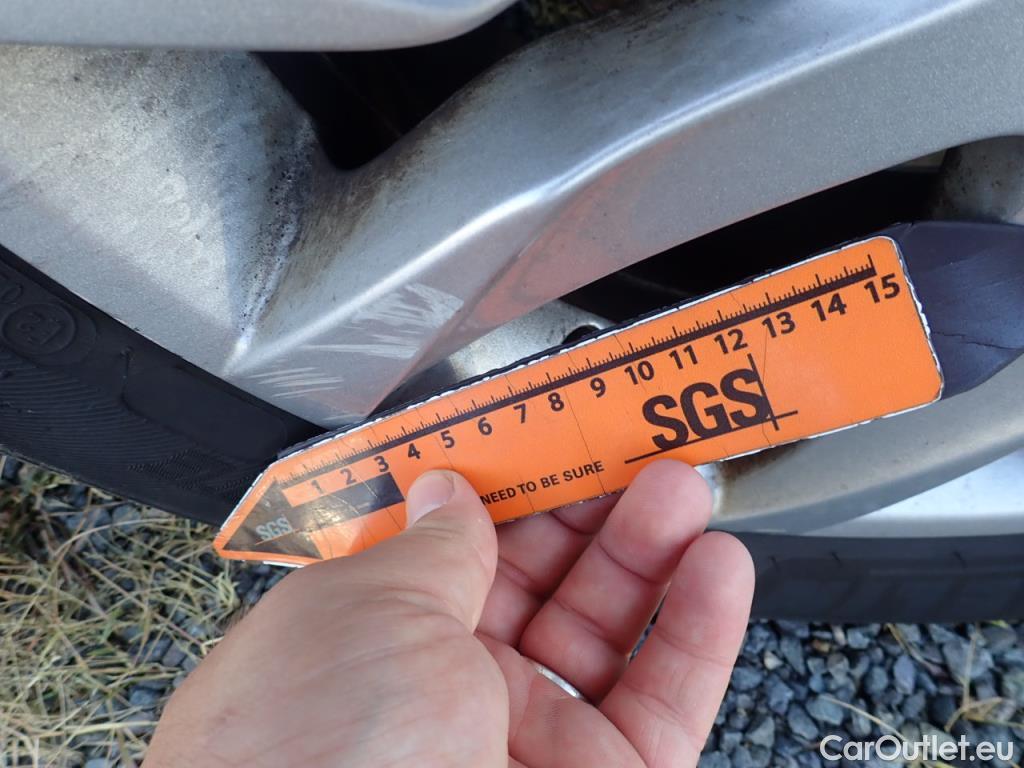 1 2 3 4 5 6 7 8 9 10 11 12 13 14 15
SGS
NEED TO BE SURE
SGS
CarOutlet.eu